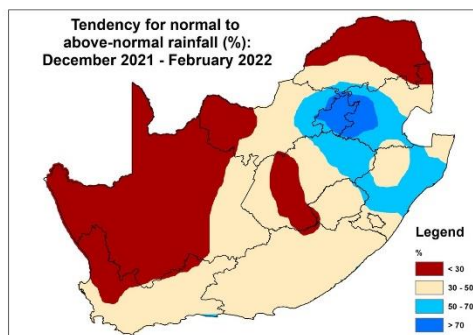 Tendency for normal to
above-normal rainfall (%):
December 2021 - February 2022
Legend
%
< 30
30 - 50
50 - 70
> 70